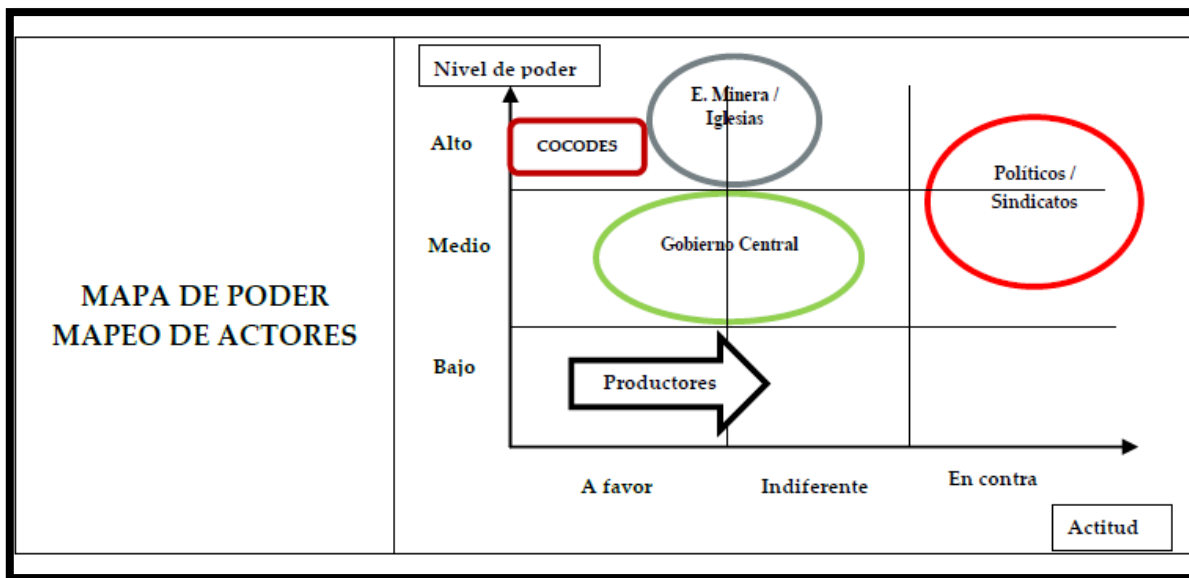 MAPA DE PODER
MAPEO DE ACTORES
Nivel de poder
E. Minera /
Iglesias
Alto
COCODES
Políticos /
Sindicatos
Medio
Gobierno Central
Bajo
Productores
A favor
Indiferente
En contra
Actitud